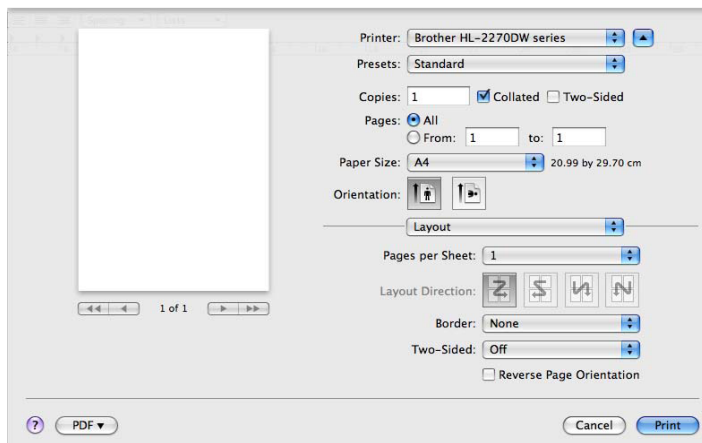 Spacing Lists
Printer: Brother HL-2270DW series
Presets: Standard
Copies: 1 Collated Two-Sided
Pages: All
From: 1 to: 1
Paper Size: A4 20.99 by 29.70 cm
Orientation:
Layout
Pages per Sheet: 1
Layout Direction:
1 of 1
Border: None
Two-Sided: Off
Reverse Page Orientation
? PDF ▼ Cancel Print